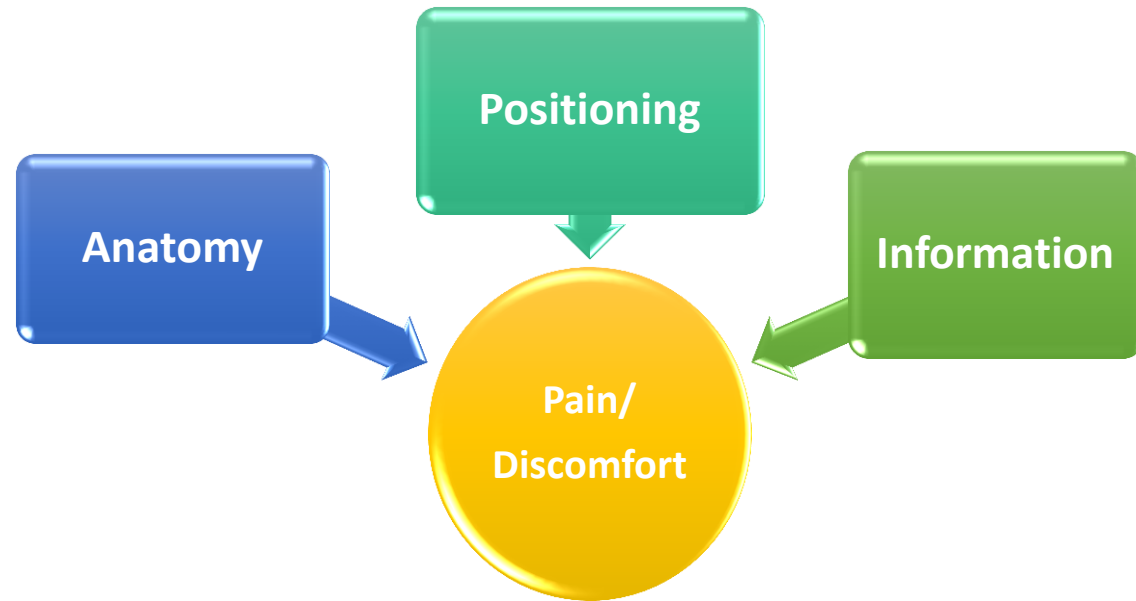 Positioning
Anatomy
Information
Pain/
Discomfort